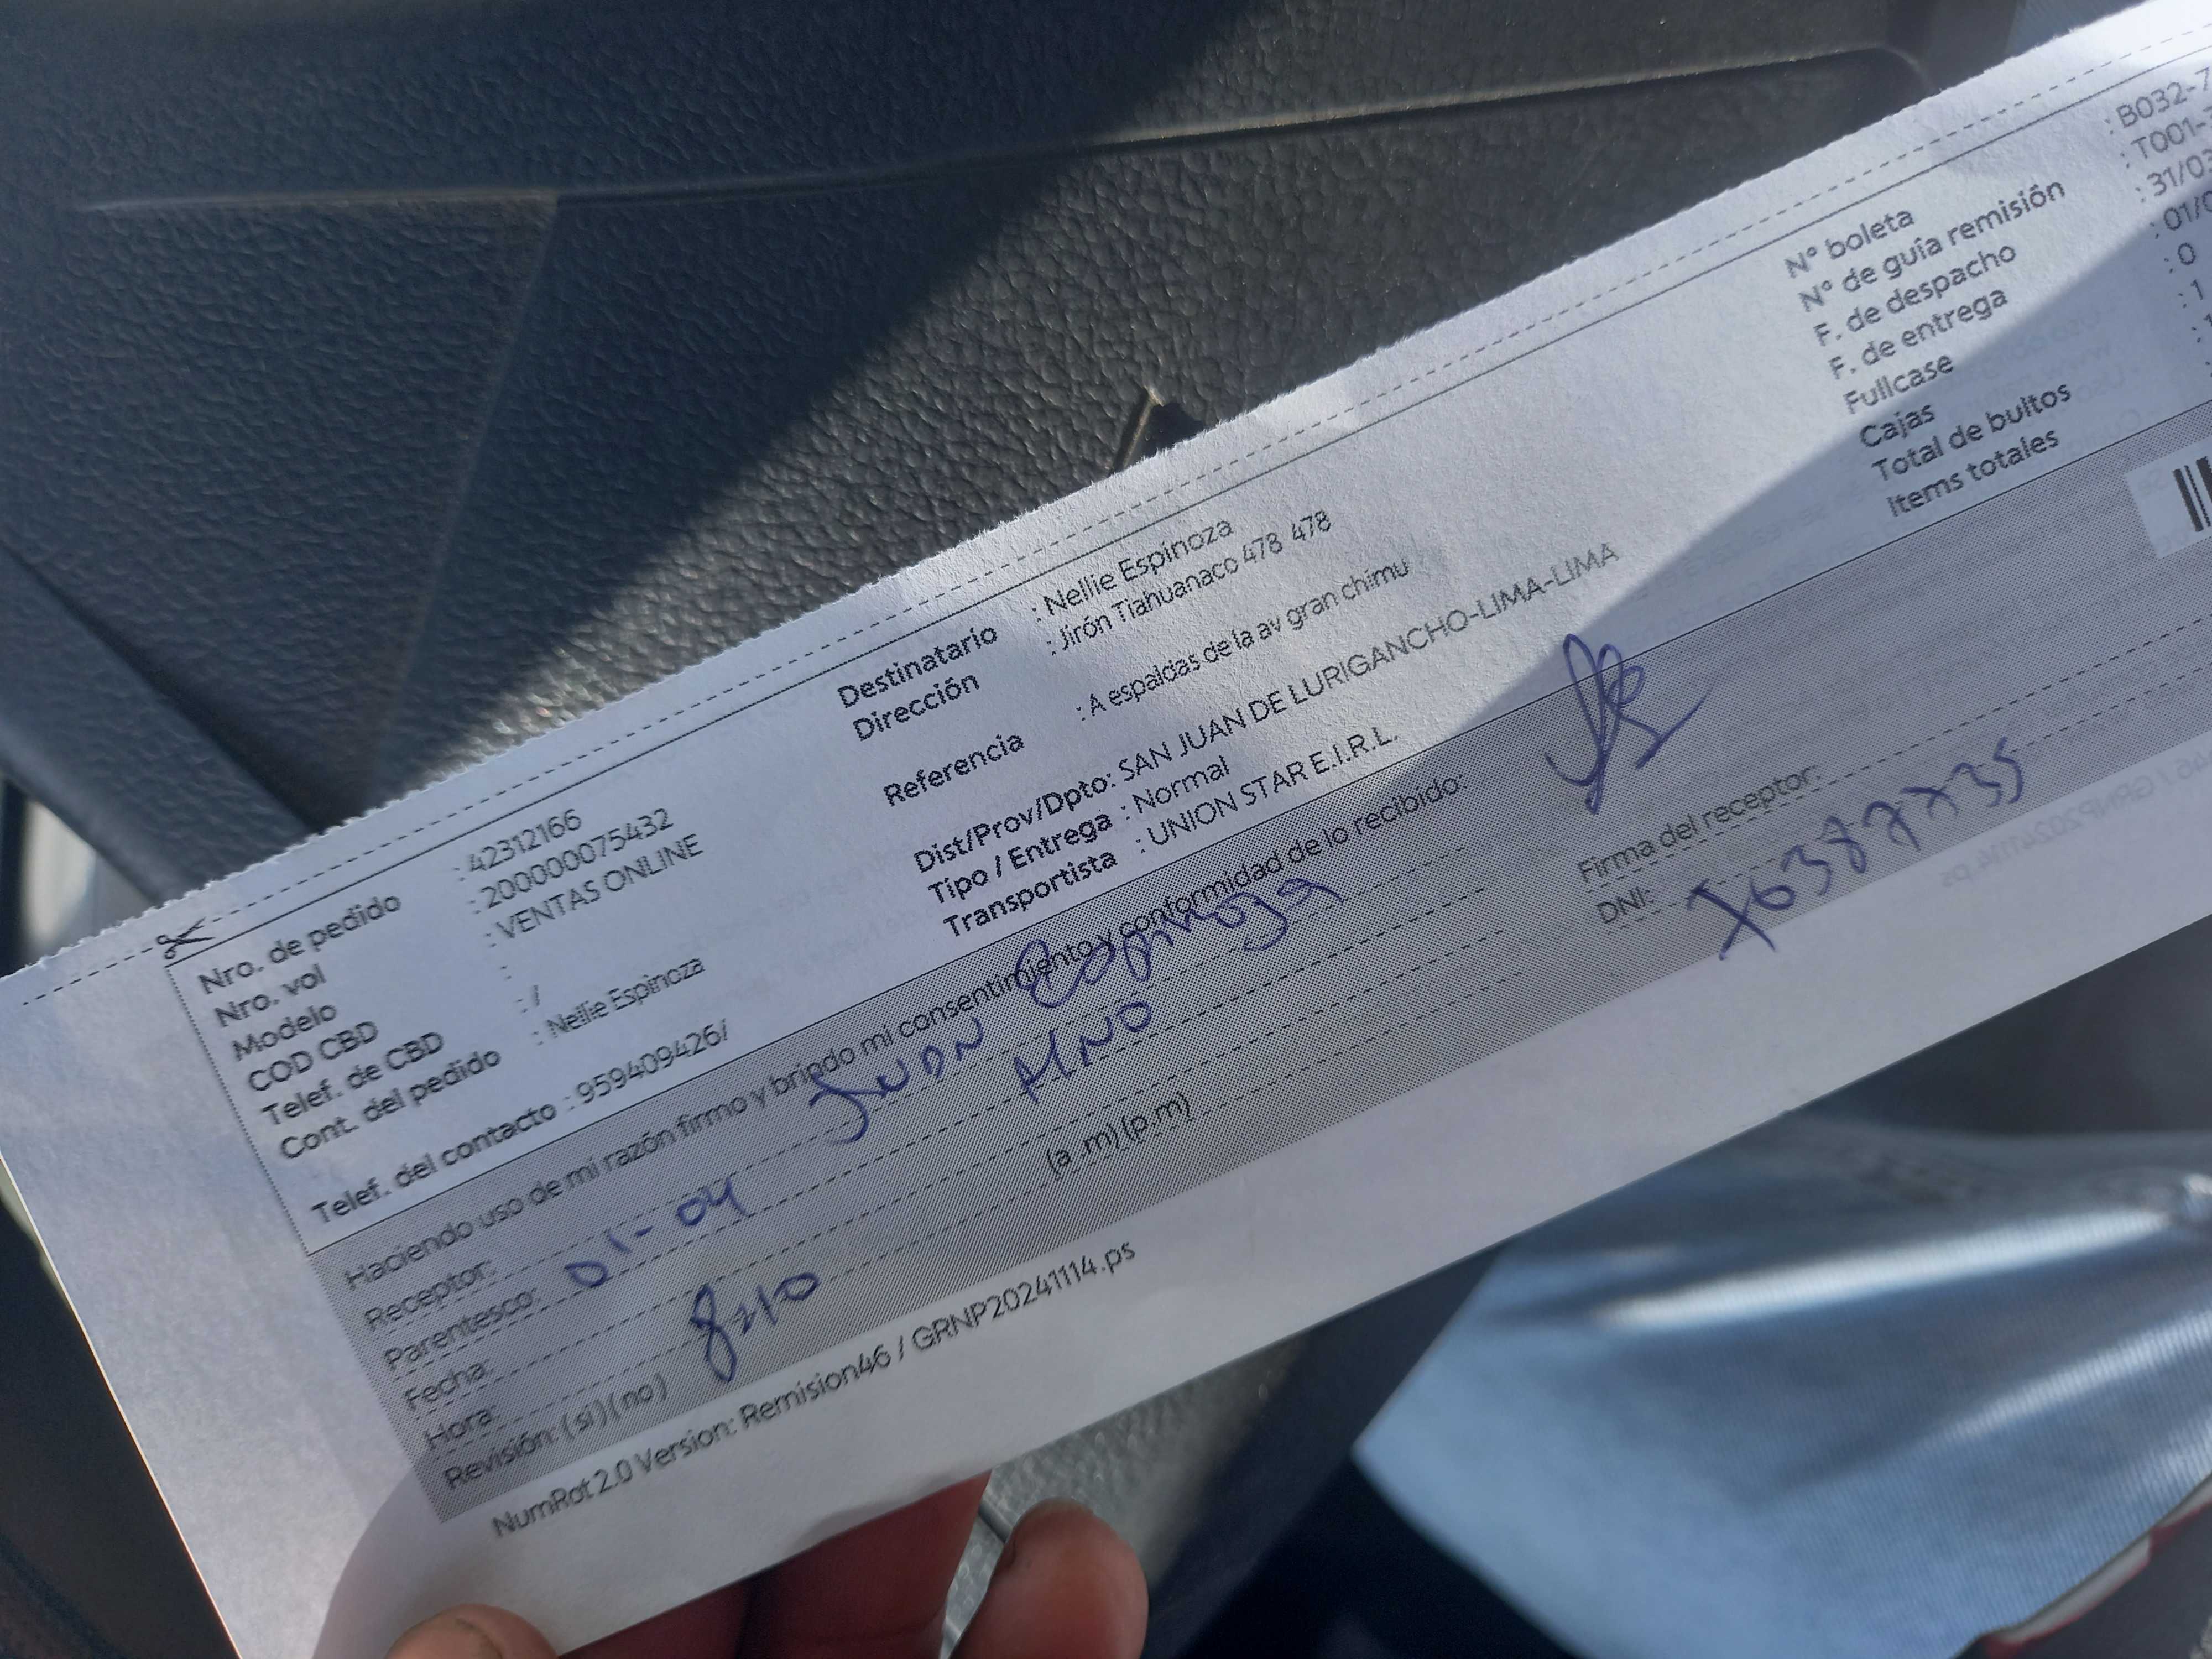 Nro. de pedido : 42312166
Nro. vol : 200000075432
Modelo : VENTAS ONLINE
COD CBD :
Telef. de CBD : /
Cont. del pedido : Nellie Espinoza
Telef. del contacto : 959409426/
Destinatario : Nellie Espinoza
Dirección : Jirón Tiahuanaco 478 478
Referencia : A espaldas de la av gran chimu
Dist/Prov/Dpto: SAN JUAN DE LURIGANCHO-LIMA-LIMA
Tipo / Entrega : Normal
Transportista : UNION STAR E.I.R.L.
N° boleta : B032-7
N° de guía remisión : T001-
F. de despacho : 31/03
F. de entrega : 01/0
Fullcase : 0
Cajas : 1
Total de bultos : 1
Items totales :
Haciendo uso de mi razón firmo y brindo mi consentimiento y conformidad de lo recibido:
Receptor: Juan Espinoza
Parentesco:
Fecha: 01-04
Hora: 8:10 (a .m) (p.m)
Revisión: (si) (no)
Firma del receptor:
DNI:
NumRot 2.0 Version: Remision46 / GRNP20241114.ps